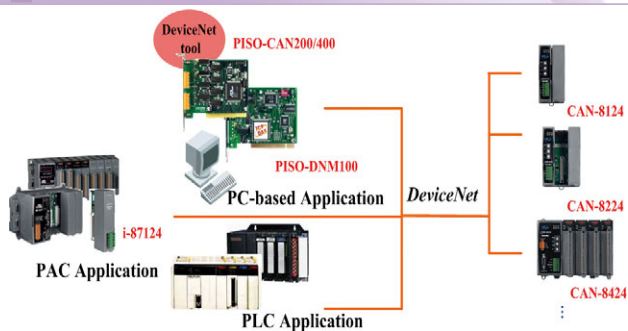 DeviceNet
tool
PISO-CAN200/400
PISO-DNM100
PC-based Application
i-87124
PAC Application
PLC Application
DeviceNet
CAN-8124
CAN-8224
CAN-8424